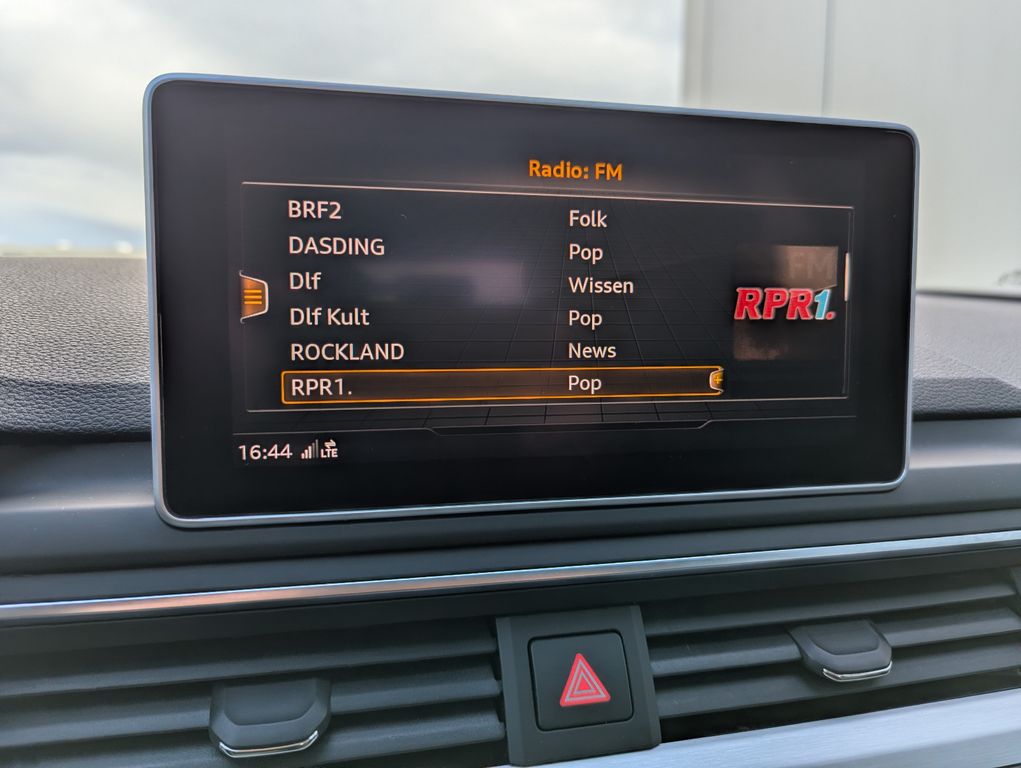 Radio: FM
BRF2 Folk
DASDING Pop
Dlf Wissen
Dlf Kult Pop
ROCKLAND News
RPR1. Pop
RPR1.
16:44 LTE